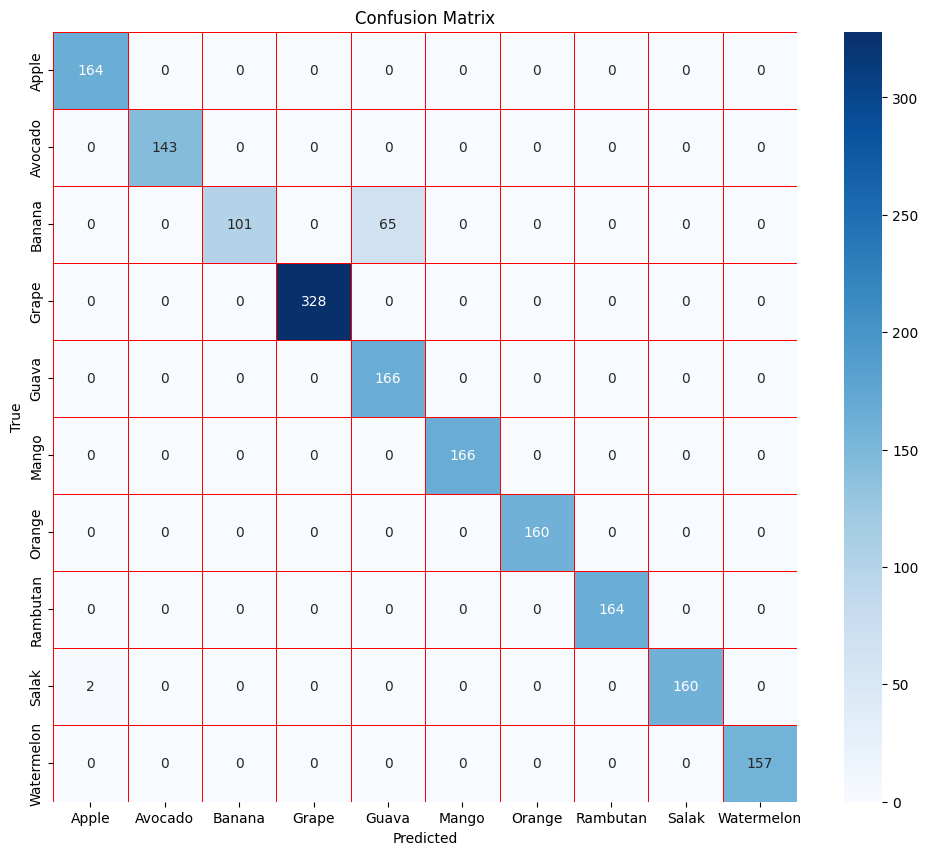 Confusion Matrix
Apple 164 0 0 0 0 0 0 0 0 0
Avocado 0 143 0 0 0 0 0 0 0 0
Banana 0 0 101 0 65 0 0 0 0 0
Grape 0 0 0 328 0 0 0 0 0 0
Guava 0 0 0 0 166 0 0 0 0 0
Mango 0 0 0 0 0 166 0 0 0 0
Orange 0 0 0 0 0 0 160 0 0 0
Rambutan 0 0 0 0 0 0 0 164 0 0
Salak 2 0 0 0 0 0 0 0 160 0
Watermelon 0 0 0 0 0 0 0 0 0 157
True
Apple Avocado Banana Grape Guava Mango Orange Rambutan Salak Watermelon
Predicted
300
250
200
150
100
50
0